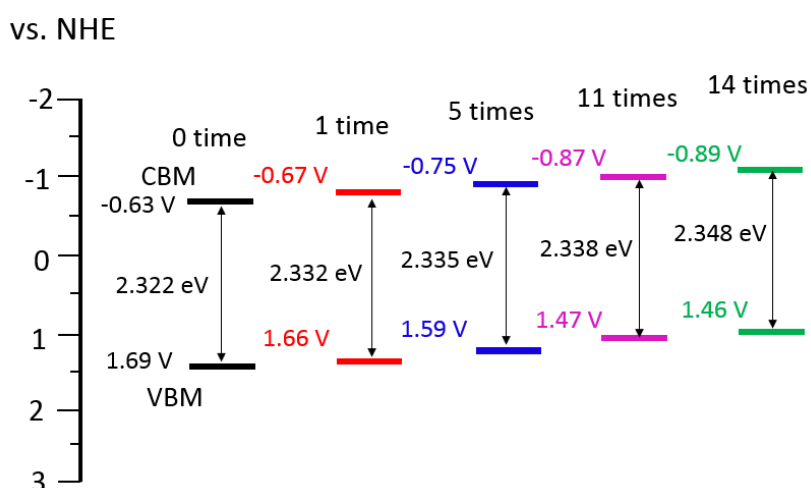 vs. NHE
-2
-1
0
1
2
3
0 time
CBM
-0.63 V
2.322 eV
1.69 V
VBM
1 time
-0.67 V
2.332 eV
1.66 V
5 times
-0.75 V
2.335 eV
1.59 V
11 times
-0.87 V
2.338 eV
1.47 V
14 times
-0.89 V
2.348 eV
1.46 V